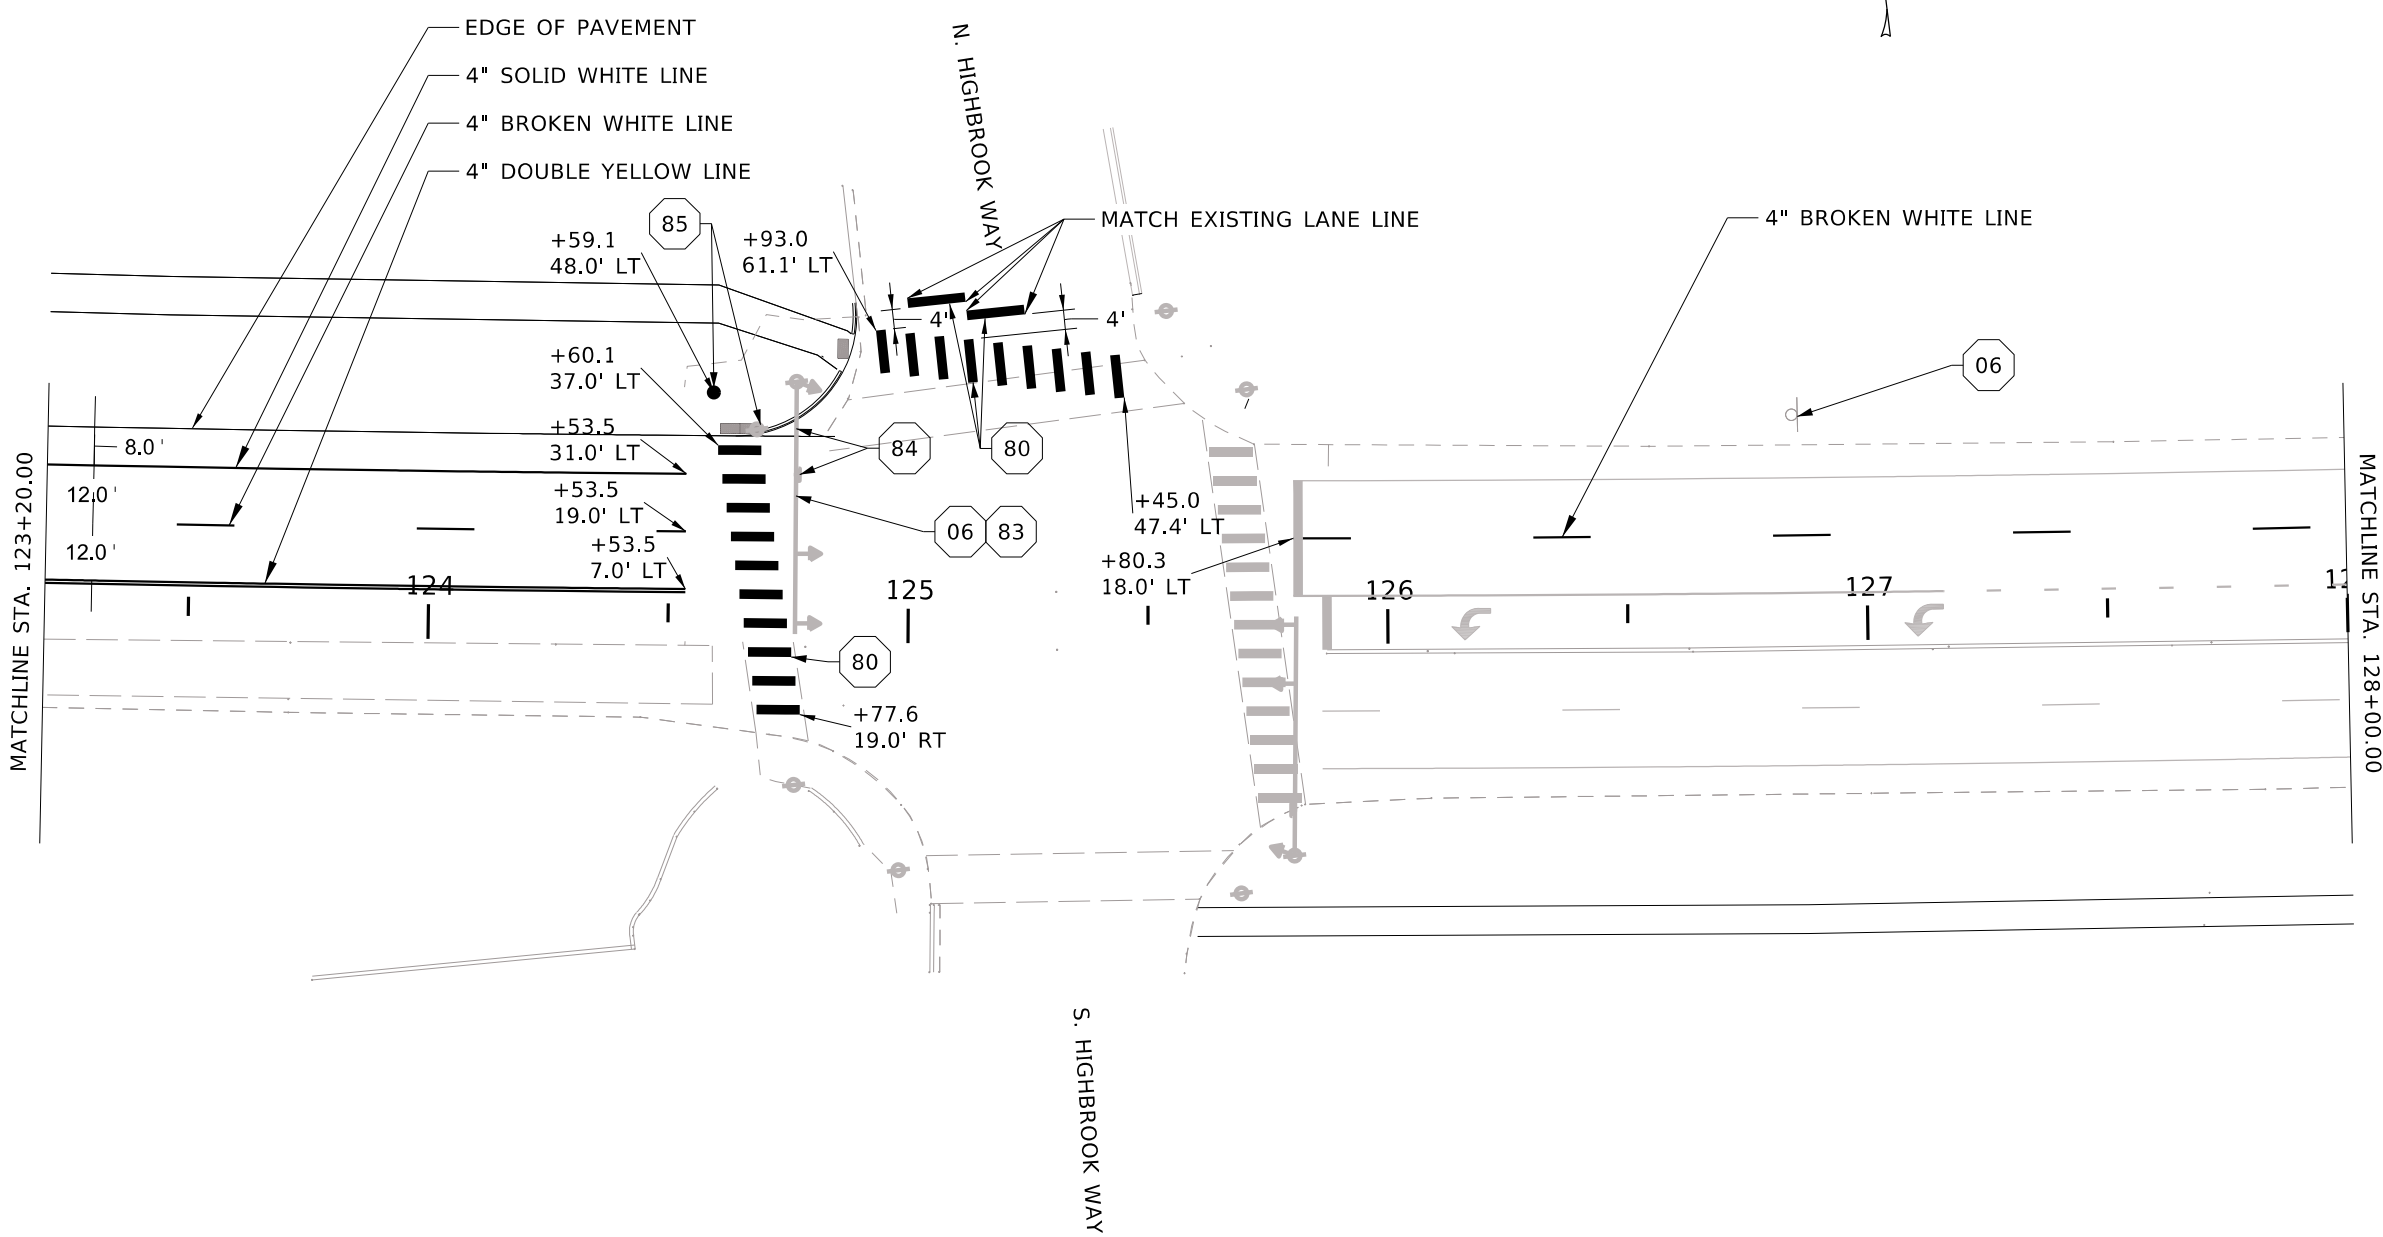 EDGE OF PAVEMENT
4" SOLID WHITE LINE
4" BROKEN WHITE LINE
4" DOUBLE YELLOW LINE
N. HIGHBROOK WAY
MATCH EXISTING LANE LINE
4" BROKEN WHITE LINE
85
+59.1
48.0' LT
+93.0
61.1' LT
4'
4'
+60.1
37.0' LT
06
+53.5
31.0' LT
8.0'
84
80
12.0'
+53.5
19.0' LT
+45.0
47.4' LT
06
83
12.0'
+53.5
7.0' LT
+80.3
18.0' LT
124
125
126
127
12
80
+77.6
19.0' RT
MATCHLINE STA. 123+20.00
MATCHLINE STA. 128+00.00
S. HIGHBROOK WAY